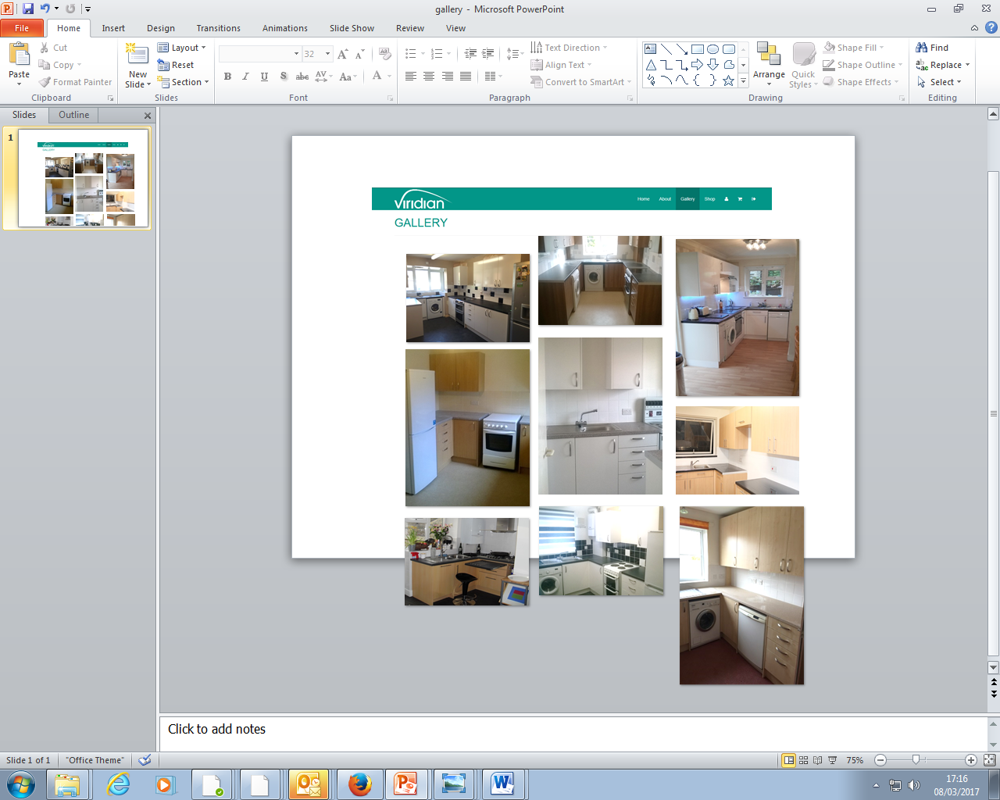 gallery - Microsoft PowerPoint
File Home Insert Design Transitions Animations Slide Show Review View
Paste
Cut
Copy
Format Painter
Clipboard
New Slide
Layout
Reset
Section
Slides
32
B I U S abc AV Aa A
Font
Text Direction
Align Text
Convert to SmartArt
Paragraph
Arrange
Quick Styles
Shape Fill
Shape Outline
Shape Effects
Drawing
Find
Replace
Select
Editing
Slides Outline
1
viridian
Home About Gallery Shop
GALLERY
Click to add notes
Slide 1 of 1 "Office Theme" 75%
17:16
08/03/2017